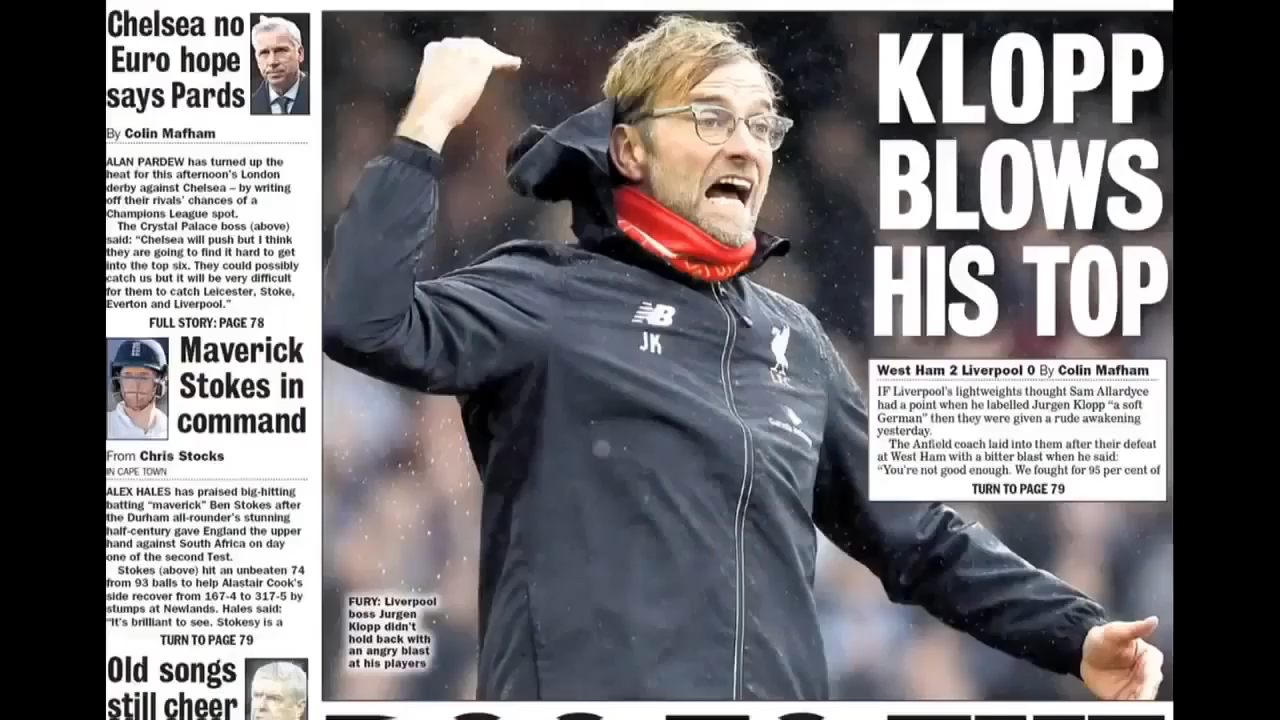 Chelsea no
Euro hope
says Pards
By Colin Mafham
ALAN PARDEW has turned up the
heat for this afternoon's London
derby against Chelsea – by writing
off their rivals' chances of a
Champions League spot.
The Crystal Palace boss (above)
said: "Chelsea will push but I think
they are going to find it hard to get
into the top six. They could possibly
catch us but it will be very difficult
for them to catch Leicester, Stoke,
Everton and Liverpool."
FULL STORY: PAGE 78
Maverick
Stokes in
command
From Chris Stocks
IN CAPE TOWN
ALEX HALES has praised big-hitting
batting "maverick" Ben Stokes after
the Durham all-rounder's stunning
half-century gave England the upper
hand against South Africa on day
one of the second Test.
Stokes (above) hit an unbeaten 74
from 93 balls to help Alastair Cook's
side recover from 167-4 to 317-5 by
stumps at Newlands. Hales said:
"It's brilliant to see. Stokesy is a
TURN TO PAGE 79
Old songs
still cheer
KLOPP
BLOWS
HIS TOP
West Ham 2 Liverpool 0 By Colin Mafham
IF Liverpool's lightweights thought Sam Allardyce
had a point when he labelled Jurgen Klopp "a soft
German" then they were given a rude awakening
yesterday.
The Anfield coach laid into them after their defeat
at West Ham with a bitter blast when he said:
"You're not good enough. We fought for 95 per cent of
TURN TO PAGE 79
NB
JK
FURY: Liverpool
boss Jurgen
Klopp didn't
hold back with
an angry blast
at his players